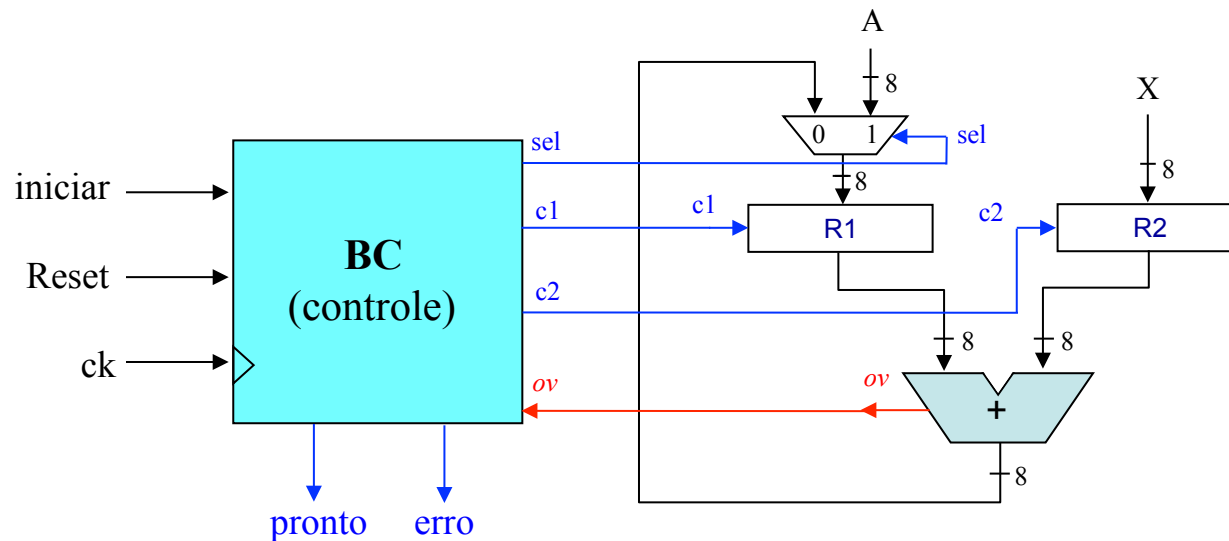 A
8
X
0 1
sel
sel
8
8
iniciar
c1
c1
R1
c2
R2
BC
(controle)
Reset
c2
8
8
ck
ov
ov
+
8
pronto
erro